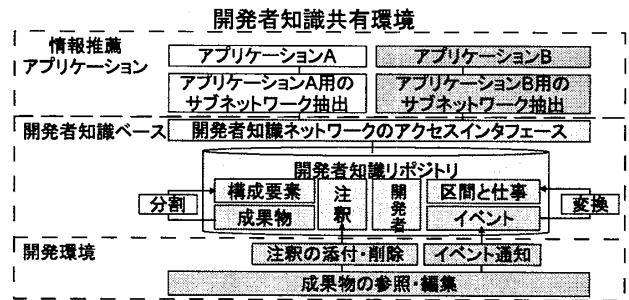 開発者知識共有環境
情報推薦
アプリケーション
アプリケーションA
アプリケーションB
アプリケーションA用の
サブネットワーク抽出
アプリケーションB用の
サブネットワーク抽出
開発者知識ベース
開発者知識ネットワークのアクセスインタフェース
開発者知識リポジトリ
分割
構成要素
成果物
注釈
開発者
区間と仕事
イベント
変換
開発環境
注釈の添付・削除
イベント通知
成果物の参照・編集